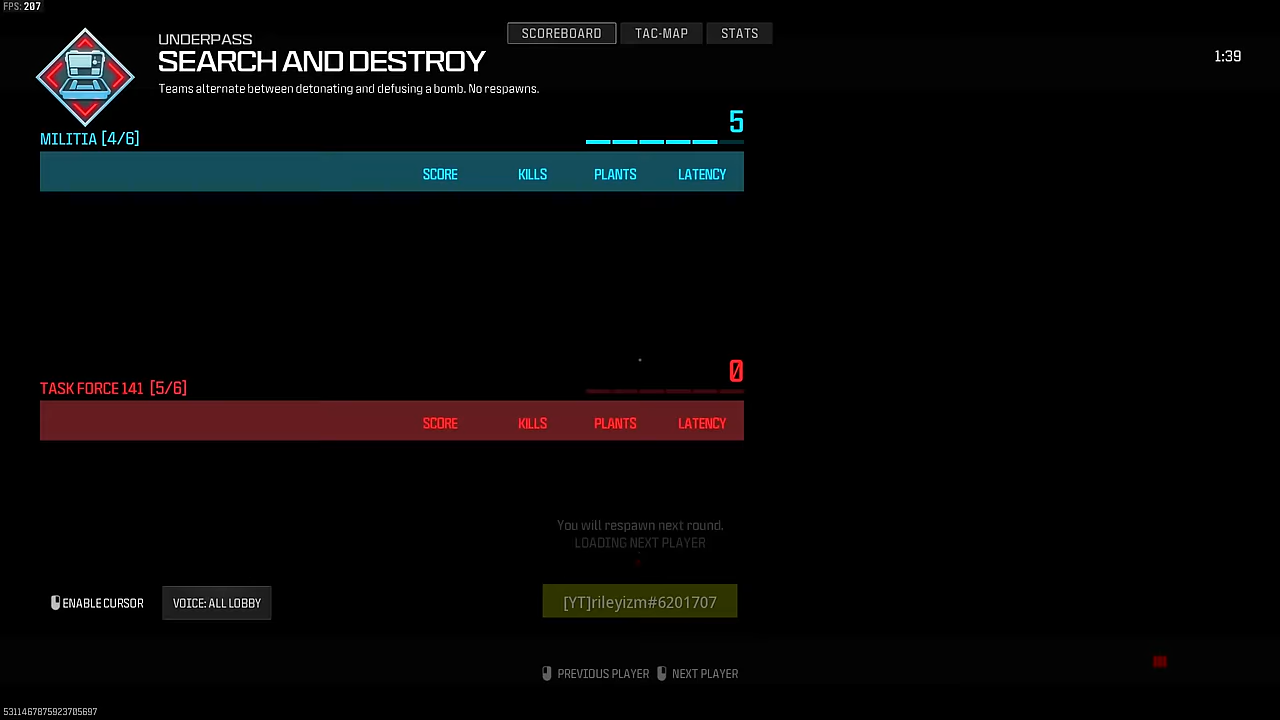 FPS: 207
SCOREBOARD
TAC-MAP
STATS
UNDERPASS
SEARCH AND DESTROY
1:39
Teams alternate between detonating and defusing a bomb. No respawns.
MILITIA [4/6]
5
SCORE KILLS PLANTS LATENCY
TASK FORCE 141 [5/6]
0
SCORE KILLS PLANTS LATENCY
You will respawn next round.
LOADING NEXT PLAYER
ENABLE CURSOR
VOICE: ALL LOBBY
[YT]rileyizm#6201707
PREVIOUS PLAYER
NEXT PLAYER
5311467875923705697